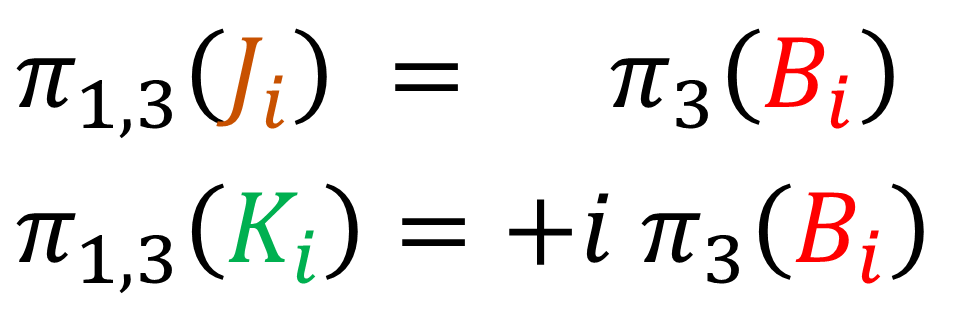 π₁,₃(Jᵢ) = π₃(Bᵢ)
π₁,₃(Kᵢ) = +i π₃(Bᵢ)